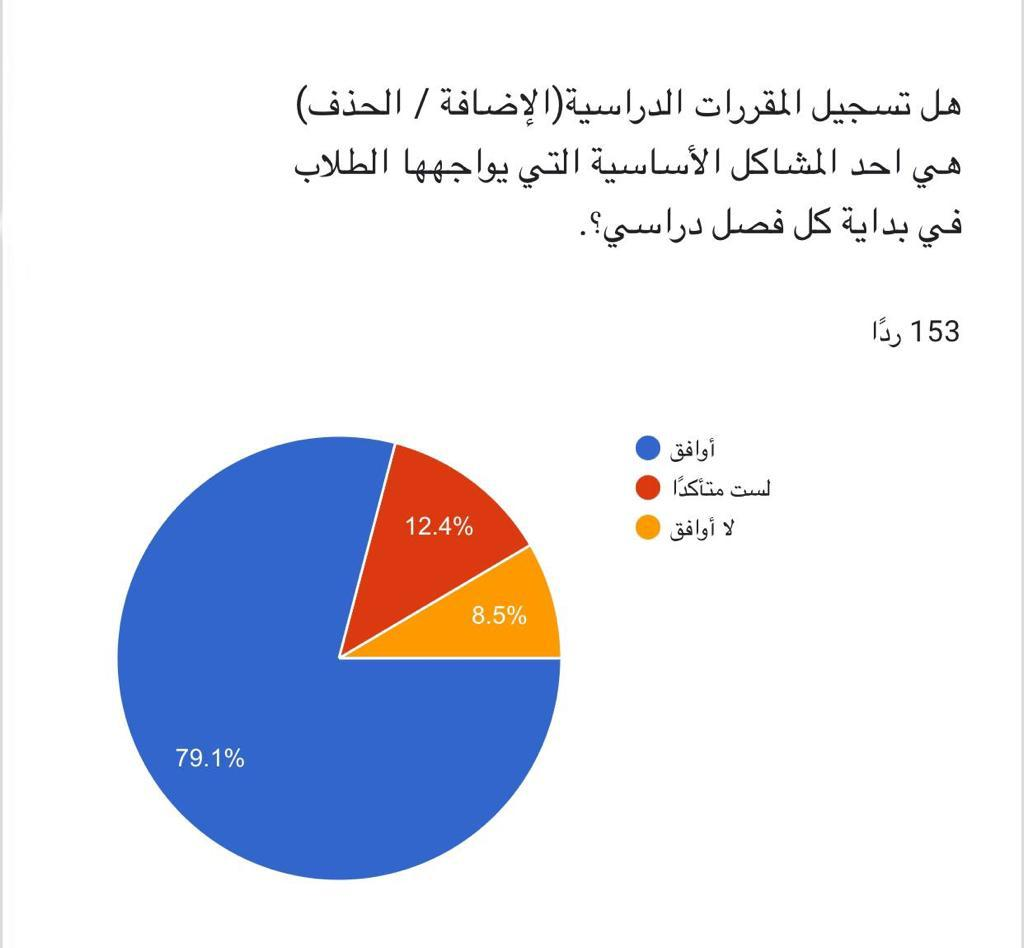 هل تسجيل المقررات الدراسية(الإضافة / الحذف)
هي احد المشاكل الأساسية التي يواجهها الطلاب
في بداية كل فصل دراسي؟.
153 ردًا
أوافق
لست متأكدًا
لا أوافق
12.4%
8.5%
79.1%